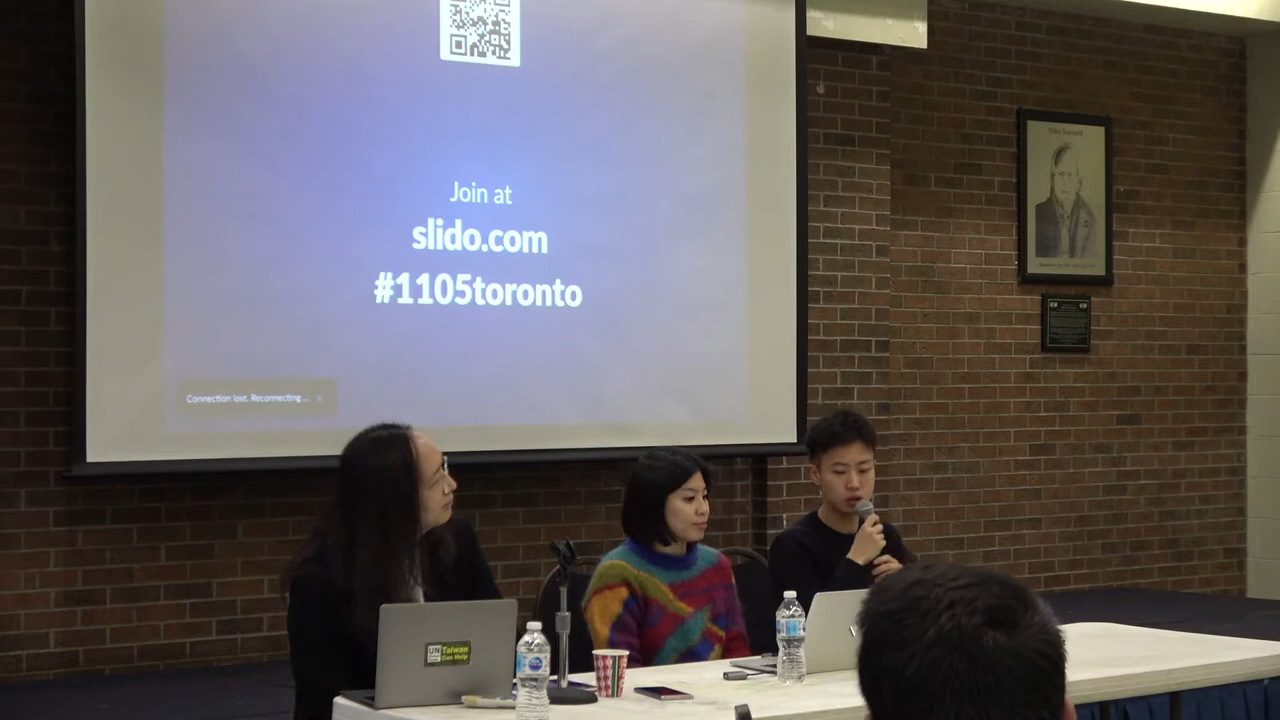 Join at
slido.com
#1105toronto
Connection lost. Reconnecting... ×
UN
Taiwan
Can Help